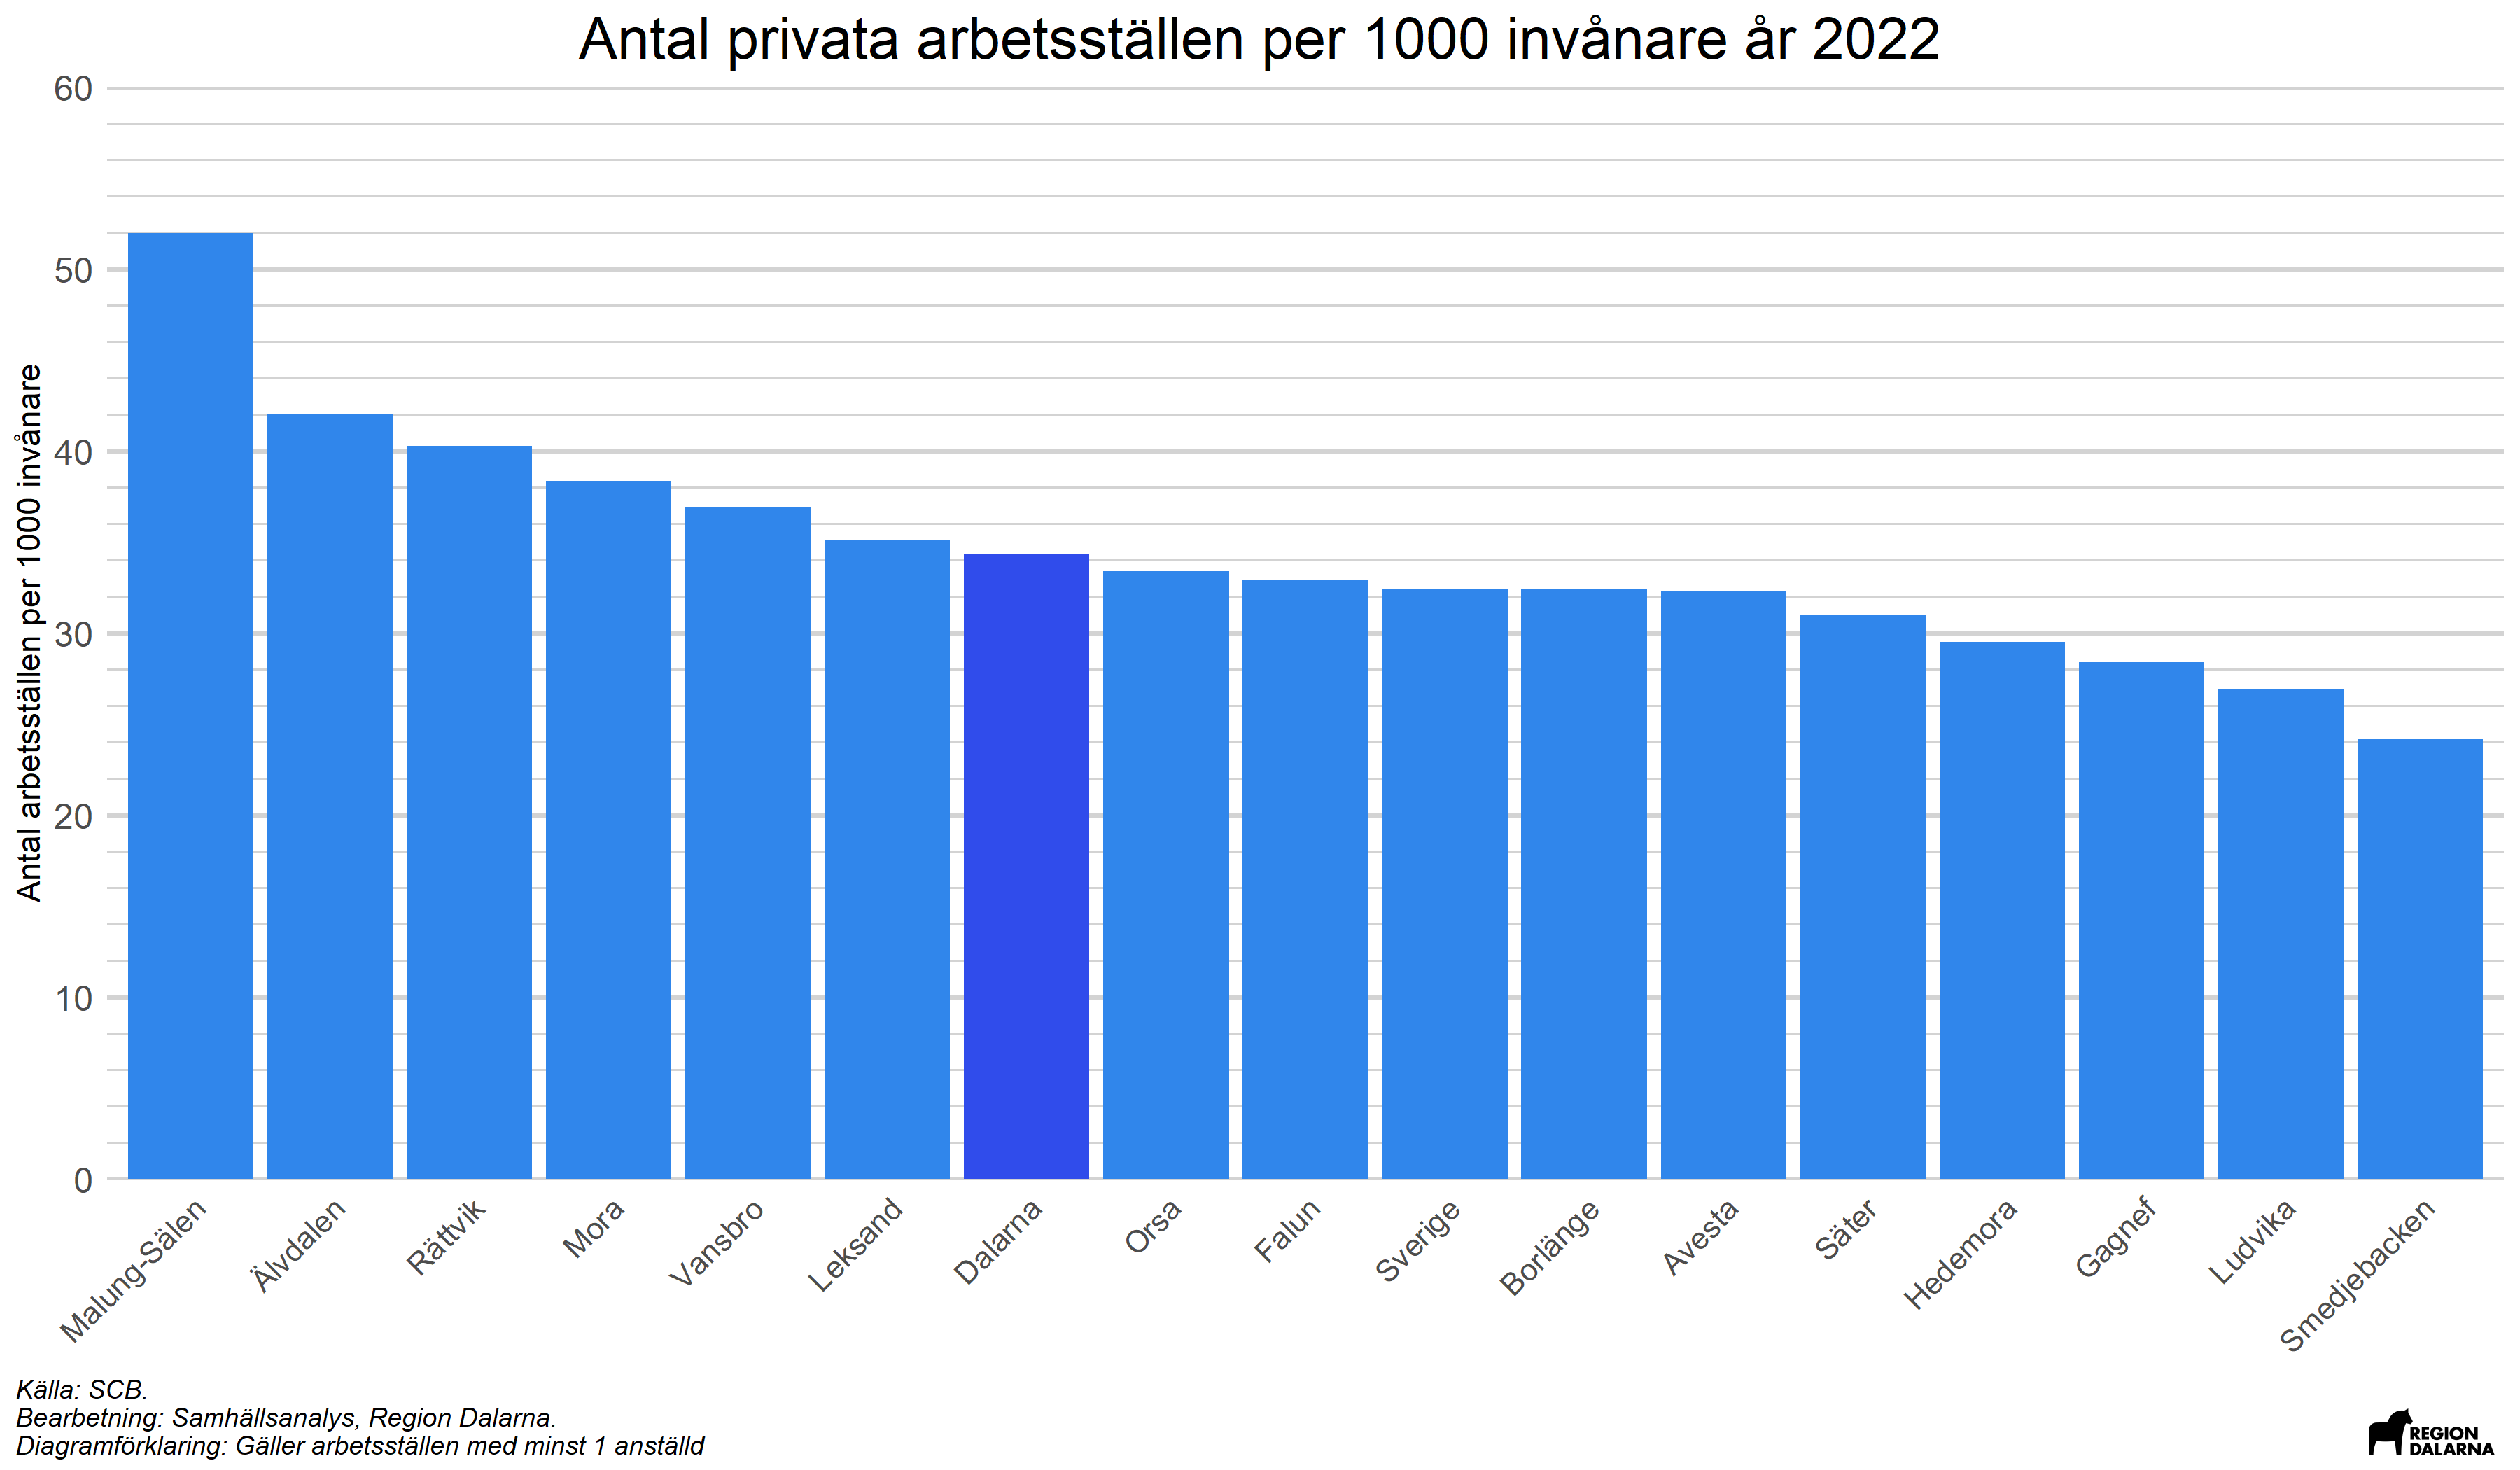 Antal privata arbetsställen per 1000 invånare år 2022
Antal arbetsställen per 1000 invånare
60
50
40
30
20
10
0
Malung-Sälen
Älvdalen
Rättvik
Mora
Vansbro
Leksand
Dalarna
Orsa
Falun
Sverige
Borlänge
Avesta
Säter
Hedemora
Gagnef
Ludvika
Smedjebacken
Källa: SCB.
Bearbetning: Samhällsanalys, Region Dalarna.
Diagramförklaring: Gäller arbetsställen med minst 1 anställd
REGION
DALARNA